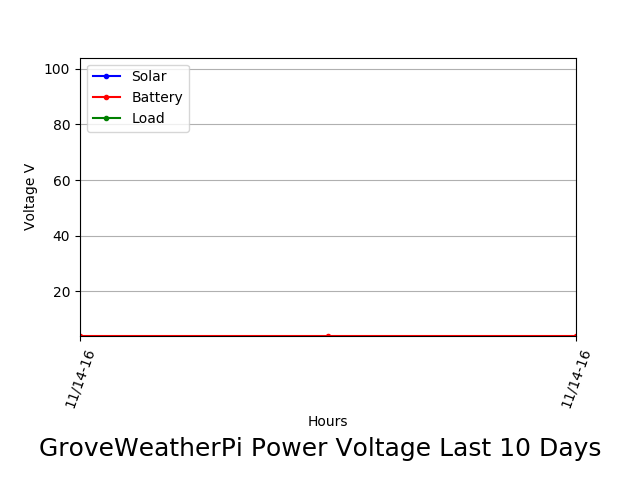 100
80
60
40
20
Voltage V
Solar
Battery
Load
11/14-16
11/14-16
Hours
GroveWeatherPi Power Voltage Last 10 Days